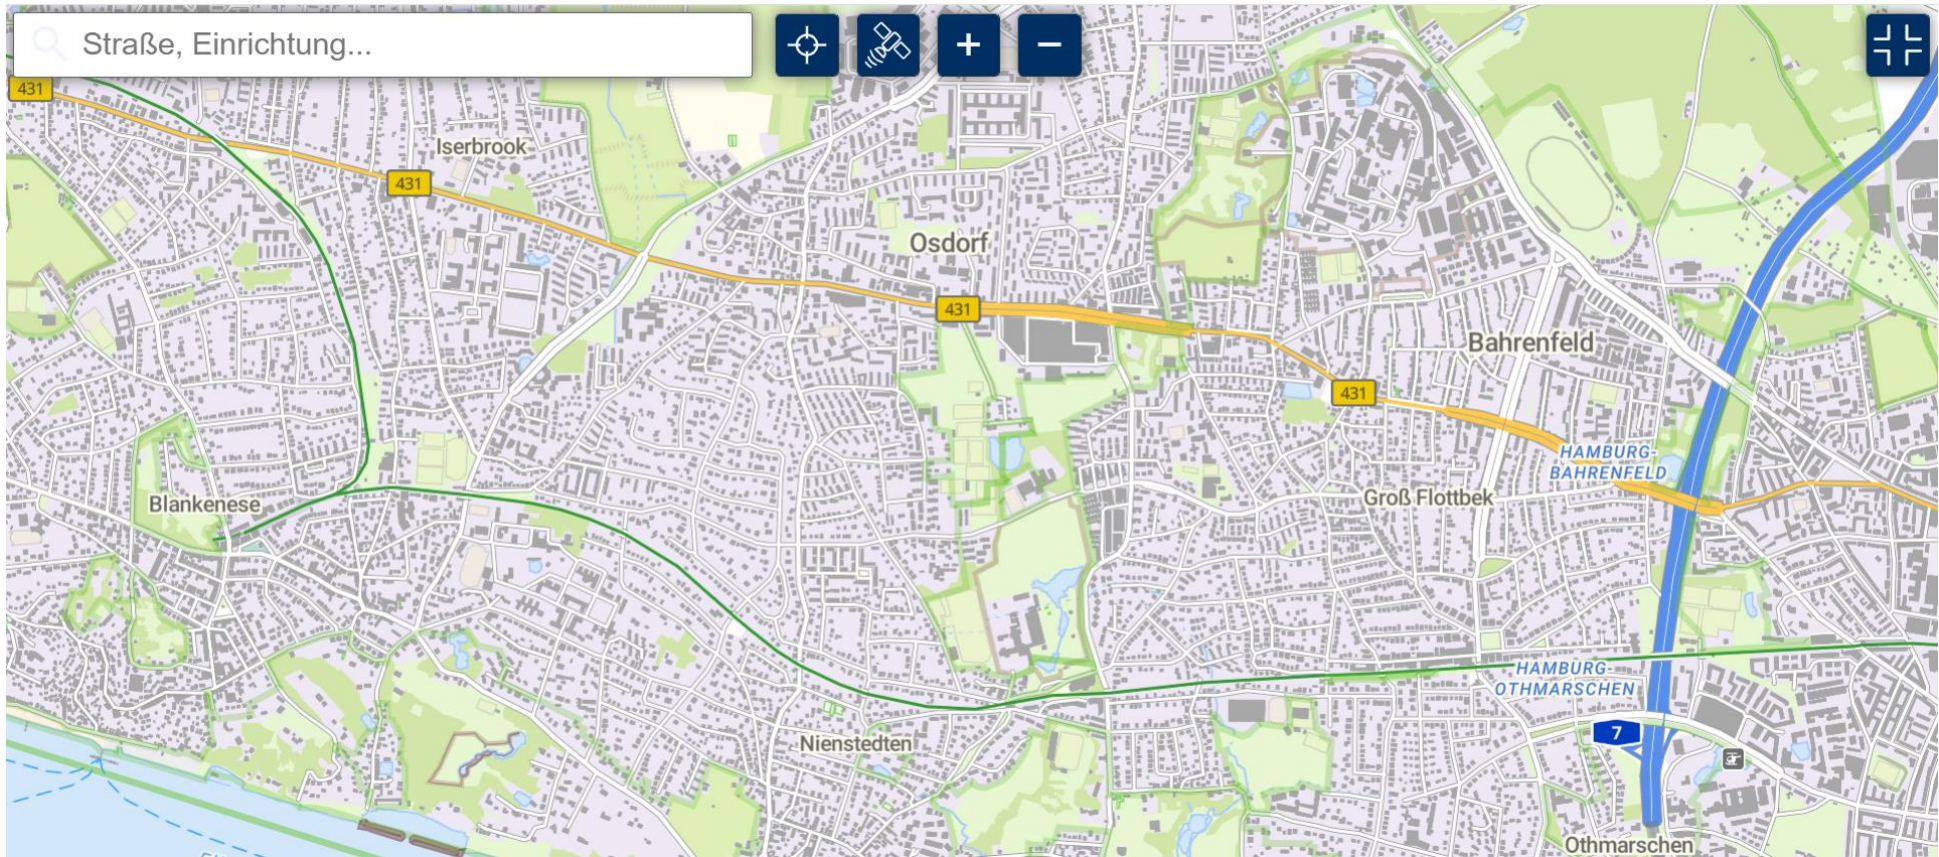 Straße, Einrichtung...
431
Iserbrook
431
Osdorf
431
Bahrenfeld
431
HAMBURG-
BAHRENFELD
Groß Flottbek
Blankenese
HAMBURG-
OTHMARSCHEN
7
Nienstedten
Othmarschen